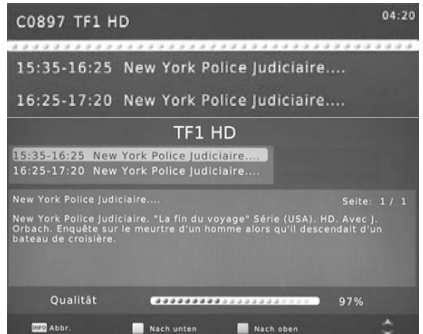 C0897 TF1 HD 04:20
15:35-16:25 New York Police Judiciaire....
16:25-17:20 New York Police Judiciaire....
TF1 HD
15:35-16:25 New York Police Judiciaire....
16:25-17:20 New York Police Judiciaire....
New York Police Judiciaire.... Seite: 1 / 1
New York Police Judiciaire. "La fin du voyage" Série (USA). HD. Avec J.
Orbach. Enquête sur le meurtre d'un homme alors qu'il descendait d'un
bateau de croisière.
Qualität 97%
INFO Abbr. Nach unten Nach oben